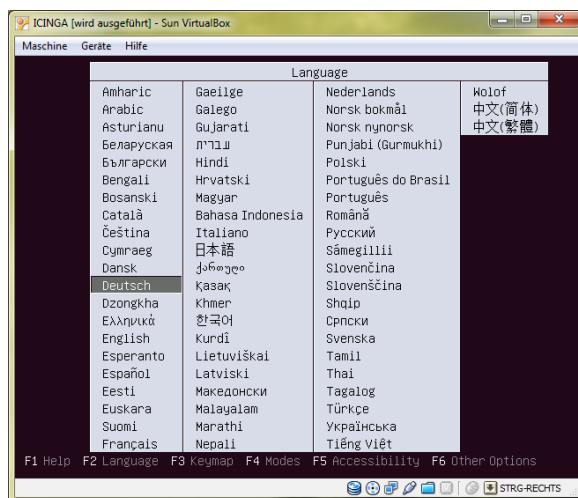 ICINGA [wird ausgeführt] - Sun VirtualBox
Maschine Geräte Hilfe
Language
Amharic Gaeilge Nederlands Wolof
Arabic Galego Norsk bokmål 中文(简体)
Asturianu Gujarati Norsk nynorsk 中文(繁體)
Беларуская עברית Punjabi (Gurmukhi)
Български Hindi Polski
Bengali Hrvatski Português do Brasil
Bosanski Magyar Português
Català Bahasa Indonesia Română
Čeština Italiano Русский
Cymraeg 日本語 Sámegillii
Dansk ქართული Slovenčina
Deutsch Қазақ Slovenščina
Dzongkha Khmer Shqip
Ελληνικά 한국어 Српски
English Kurdî Svenska
Esperanto Lietuviškai Tamil
Español Latviski Thai
Eesti Македонски Tagalog
Euskara Malayalam Türkçe
Suomi Marathi Українська
Français Nepali Tiếng Việt
F1 Help F2 Language F3 Keymap F4 Modes F5 Accessibility F6 Other Options
STRG-RECHTS